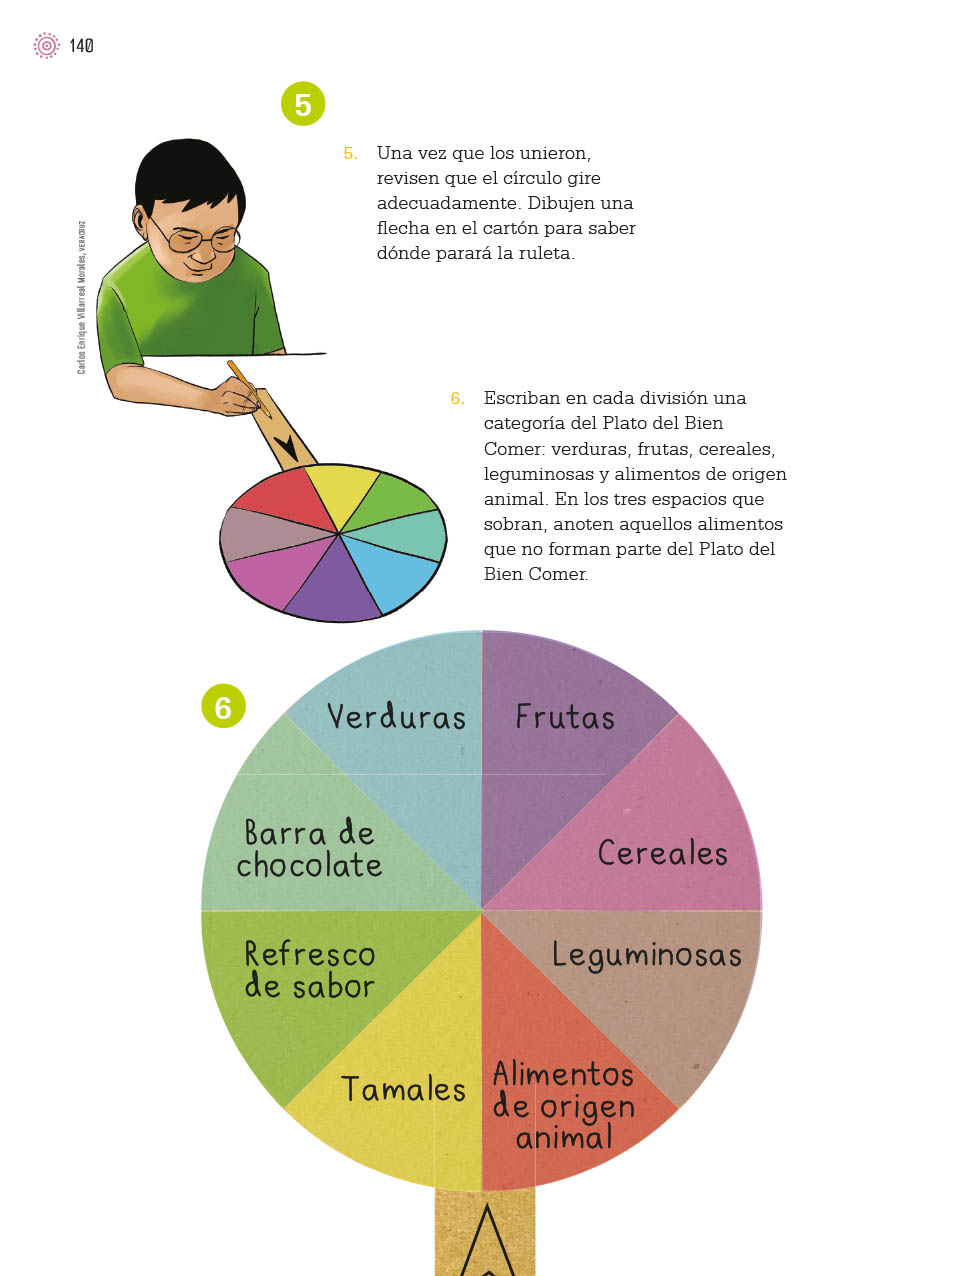 140
5
5. Una vez que los unieron,
revisen que el círculo gire
adecuadamente. Dibujen una
flecha en el cartón para saber
dónde parará la ruleta.
Carlos Enrique Villarreal Morales, VERACRUZ
6. Escriban en cada división una
categoría del Plato del Bien
Comer: verduras, frutas, cereales,
leguminosas y alimentos de origen
animal. En los tres espacios que
sobran, anoten aquellos alimentos
que no forman parte del Plato del
Bien Comer.
6
Verduras
Frutas
Barra de
chocolate
Cereales
Refresco
de sabor
Leguminosas
Tamales
Alimentos
de origen
animal